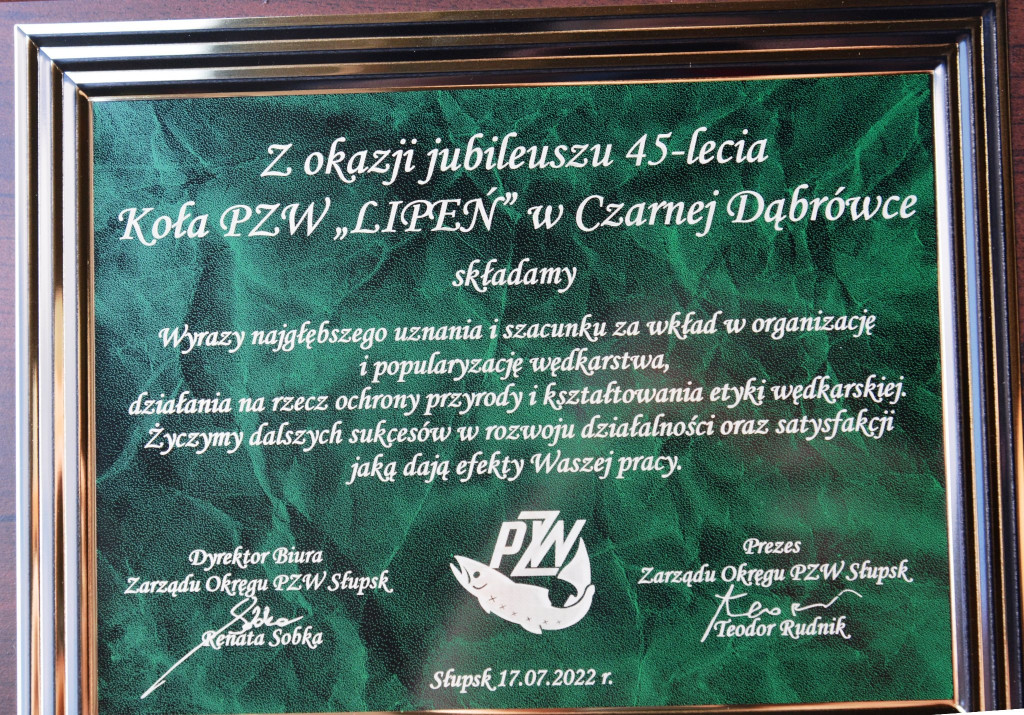 Z okazji jubileuszu 45-lecia
Koła PZW „LIPEŃ” w Czarnej Dąbrówce
składamy
Wyrazy najgłębszego uznania i szacunku za wkład w organizację
i popularyzację wędkarstwa,
działania na rzecz ochrony przyrody i kształtowania etyki wędkarskiej.
Życzymy dalszych sukcesów w rozwoju działalności oraz satysfakcji
jaką dają efekty Waszej pracy.
Dyrektor Biura
Zarządu Okręgu PZW Słupsk
Renata Sobka
PZW
Prezes
Zarządu Okręgu PZW Słupsk
Teodor Rudnik
Słupsk 17.07.2022 r.